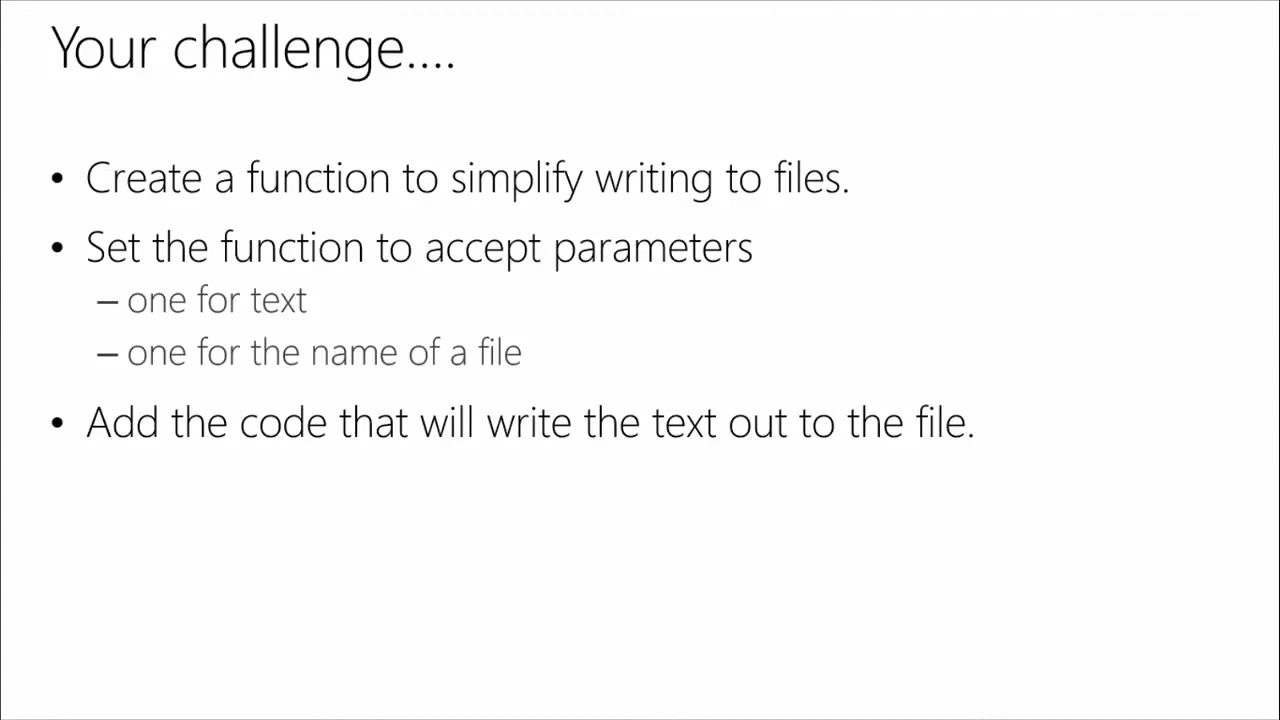 Your challenge....
• Create a function to simplify writing to files.
• Set the function to accept parameters
– one for text
– one for the name of a file
• Add the code that will write the text out to the file.